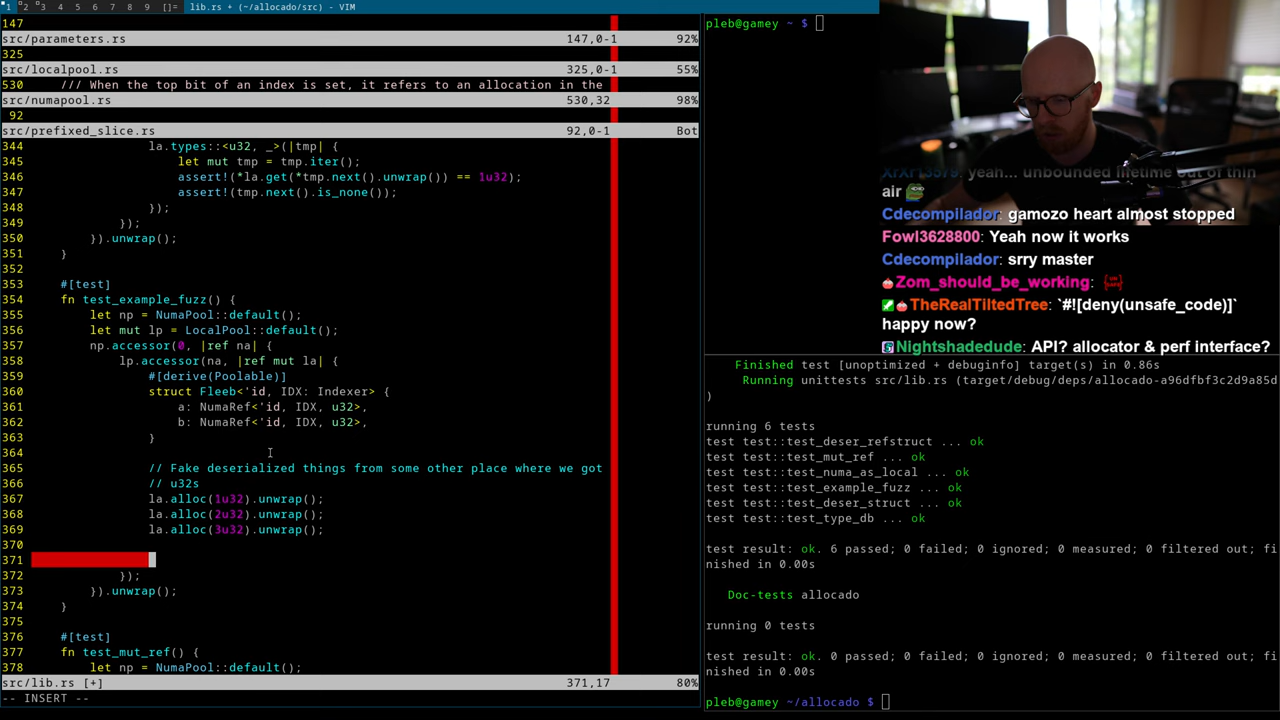 1 2 3 4 5 6 7 8 9 []= lib.rs + (~/allocado/src) - VIM
147
src/parameters.rs 147,0-1 92%
325
src/localpool.rs 325,0-1 55%
530 /// When the top bit of an index is set, it refers to an allocation in the
src/numapool.rs 530,32 98%
92
src/prefixed_slice.rs 92,0-1 Bot
344 la.types::<u32, _>(|tmp| {
345 let mut tmp = tmp.iter();
346 assert!(*la.get(*tmp.next().unwrap()) == 1u32);
347 assert!(tmp.next().is_none());
348 });
349 });
350 }).unwrap();
351 }
352
353 #[test]
354 fn test_example_fuzz() {
355 let np = NumaPool::default();
356 let mut lp = LocalPool::default();
357 np.accessor(0, |ref na| {
358 lp.accessor(na, |ref mut la| {
359 #[derive(Poolable)]
360 struct Fleeb<'id, IDX: Indexer> {
361 a: NumaRef<'id, IDX, u32>,
362 b: NumaRef<'id, IDX, u32>,
363 }
364
365 // Fake deserialized things from some other place where we got
366 // u32s
367 la.alloc(1u32).unwrap();
368 la.alloc(2u32).unwrap();
369 la.alloc(3u32).unwrap();
370
371
372 });
373 }).unwrap();
374 }
375
376 #[test]
377 fn test_mut_ref() {
378 let np = NumaPool::default();
src/lib.rs [+] 371,17 80%
-- INSERT --
pleb@gamey ~ $
yeah... unbounded lifetime out of thin
air
Cdecompilador: gamozo heart almost stopped
Fowl3628800: Yeah now it works
Cdecompilador: srry master
Zom_should_be_working:
TheRealTiltedTree: `#![deny(unsafe_code)]`
happy now?
Nightshadedude: API? allocator & perf interface?
Finished test [unoptimized + debuginfo] target(s) in 0.86s
Running unittests src/lib.rs (target/debug/deps/allocado-a96dfbf3c2d9a85d
)
running 6 tests
test test::test_deser_refstruct ... ok
test test::test_mut_ref ... ok
test test::test_numa_as_local ... ok
test test::test_example_fuzz ... ok
test test::test_deser_struct ... ok
test test::test_type_db ... ok
test result: ok. 6 passed; 0 failed; 0 ignored; 0 measured; 0 filtered out; fi
nished in 0.00s
Doc-tests allocado
running 0 tests
test result: ok. 0 passed; 0 failed; 0 ignored; 0 measured; 0 filtered out; fi
nished in 0.00s
pleb@gamey ~/allocado $